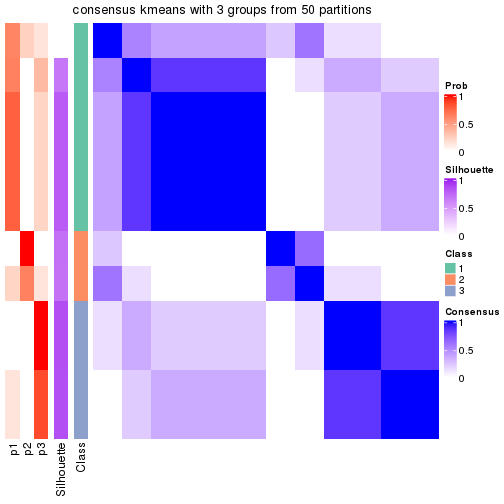 consensus kmeans with 3 groups from 50 partitions
Prob
1
0.5
0
Silhouette
1
0.5
0
Class
1
2
3
Consensus
1
0.5
0
p1
p2
p3
Silhouette
Class